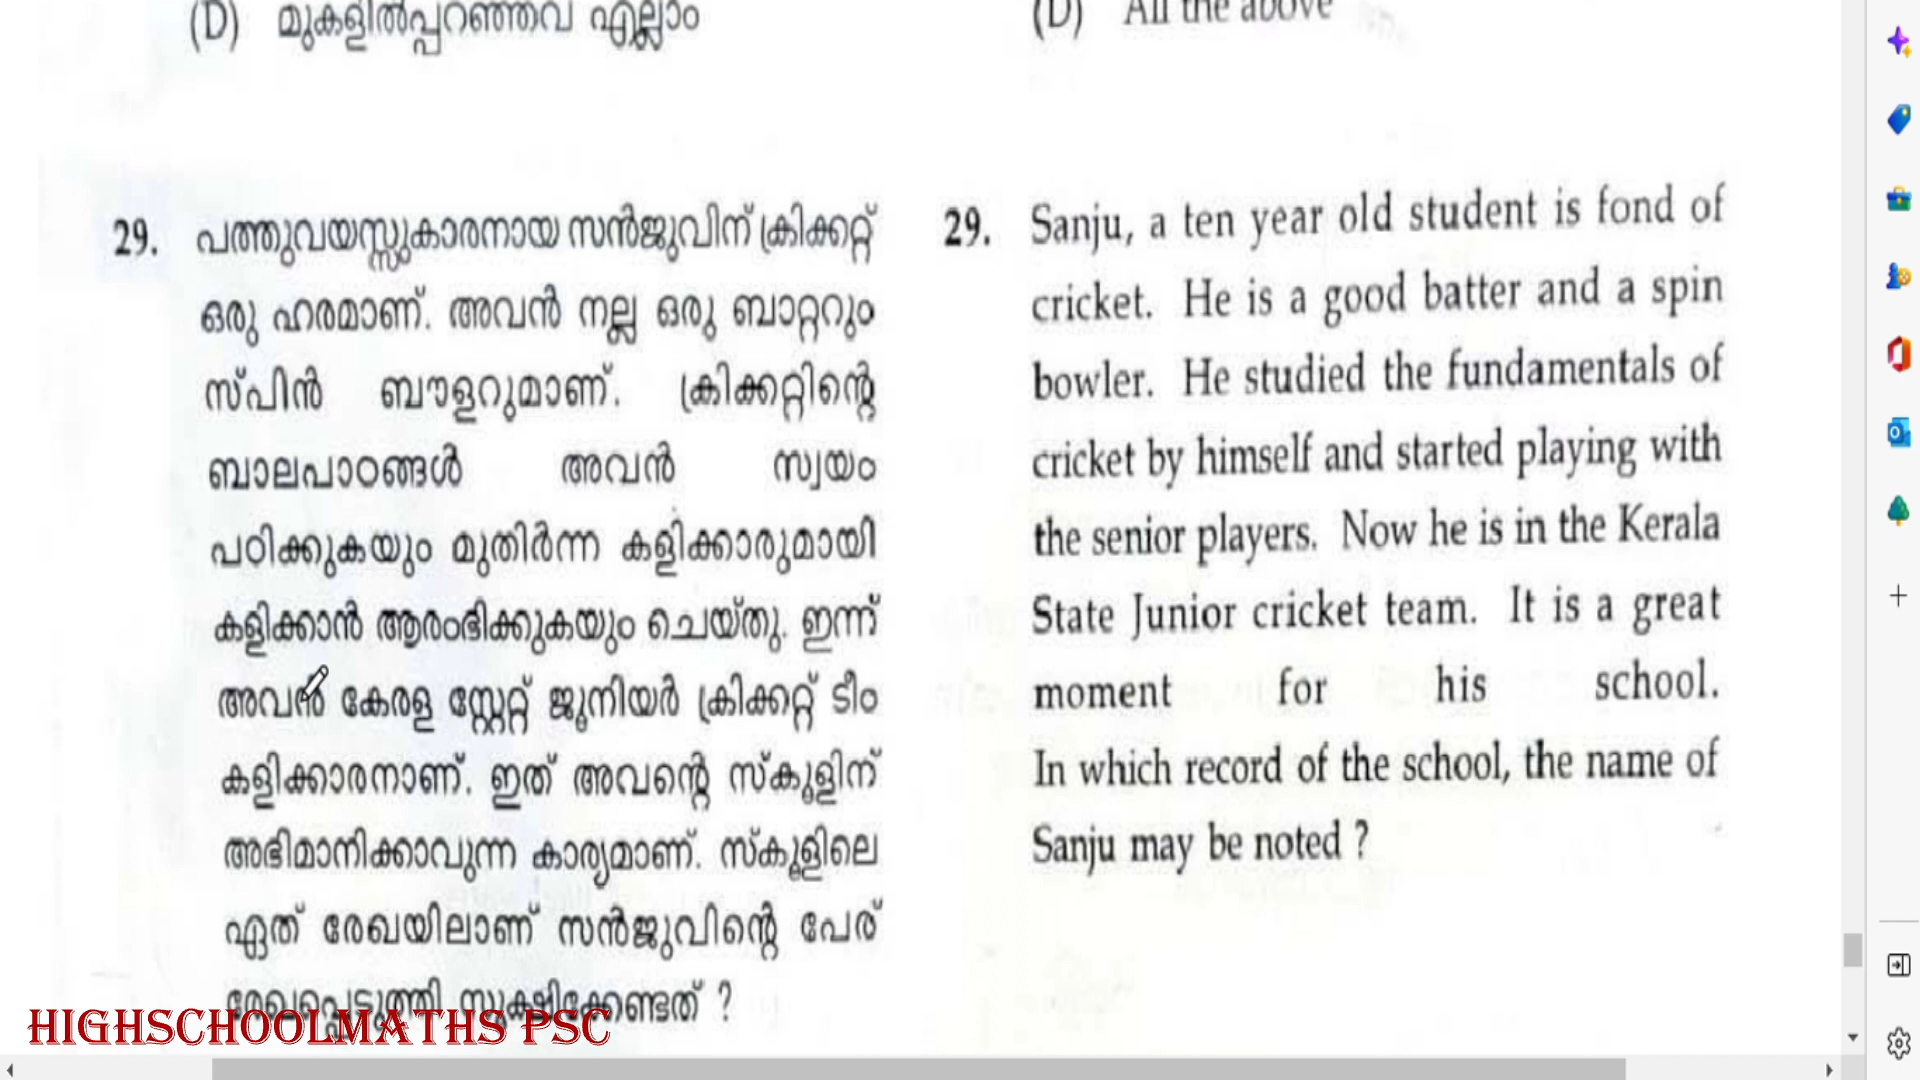 (D) മുകളിൽപ്പറഞ്ഞവ എല്ലാം
(D) All the above
29. പത്തുവയസ്സുകാരനായ സൻജുവിന് ക്രിക്കറ്റ്
ഒരു ഹരമാണ്. അവൻ നല്ല ഒരു ബാറ്ററും
സ്പിൻ ബൗളറുമാണ്. ക്രിക്കറ്റിന്റെ
ബാലപാഠങ്ങൾ അവൻ സ്വയം
പഠിക്കുകയും മുതിർന്ന കളിക്കാരുമായി
കളിക്കാൻ ആരംഭിക്കുകയും ചെയ്തു. ഇന്ന്
അവൻ കേരള സ്റ്റേറ്റ് ജൂനിയർ ക്രിക്കറ്റ് ടീം
കളിക്കാരനാണ്. ഇത് അവന്റെ സ്കൂളിന്
അഭിമാനിക്കാവുന്ന കാര്യമാണ്. സ്കൂളിലെ
ഏത് രേഖയിലാണ് സൻജുവിന്റെ പേര്
രേഖപ്പെടുത്തി സൂക്ഷിക്കേണ്ടത് ?
29. Sanju, a ten year old student is fond of
cricket. He is a good batter and a spin
bowler. He studied the fundamentals of
cricket by himself and started playing with
the senior players. Now he is in the Kerala
State Junior cricket team. It is a great
moment for his school.
In which record of the school, the name of
Sanju may be noted ?
HIGHSCHOOLMATHS PSC